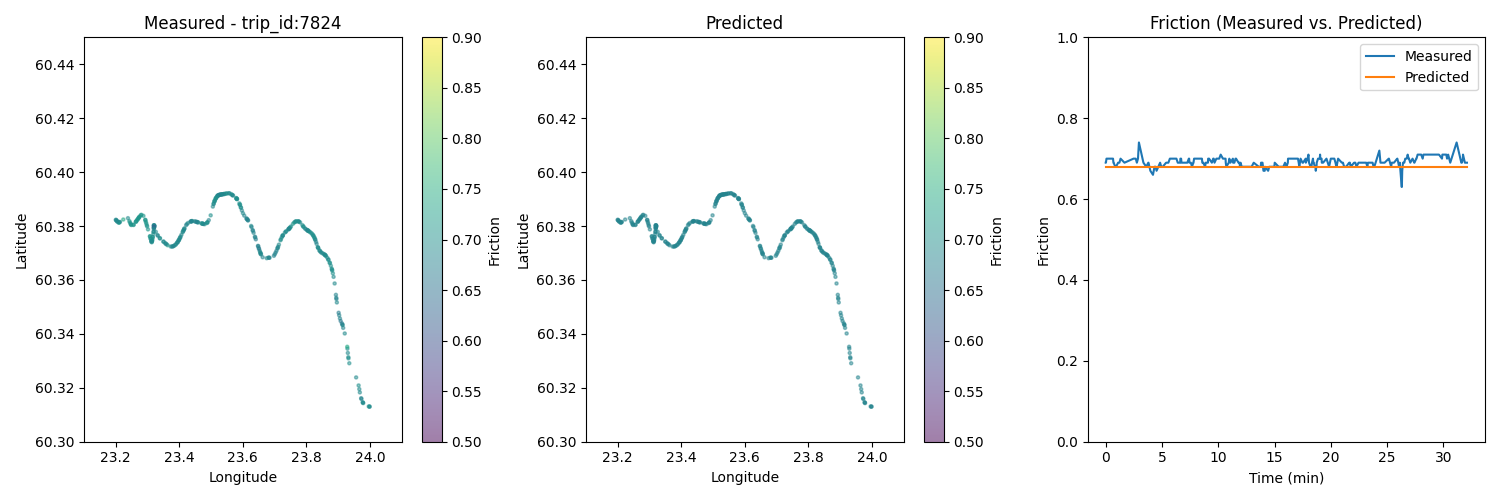 Measured - trip_id:7824
60.44
60.42
60.40
60.38
60.36
60.34
60.32
60.30
Latitude
23.2 23.4 23.6 23.8 24.0
Longitude
0.90
0.85
0.80
0.75
0.70
0.65
0.60
0.55
0.50
Friction
Predicted
60.44
60.42
60.40
60.38
60.36
60.34
60.32
60.30
Latitude
23.2 23.4 23.6 23.8 24.0
Longitude
0.90
0.85
0.80
0.75
0.70
0.65
0.60
0.55
0.50
Friction
Friction (Measured vs. Predicted)
Measured
Predicted
1.0
0.8
0.6
0.4
0.2
0.0
Friction
0 5 10 15 20 25 30
Time (min)